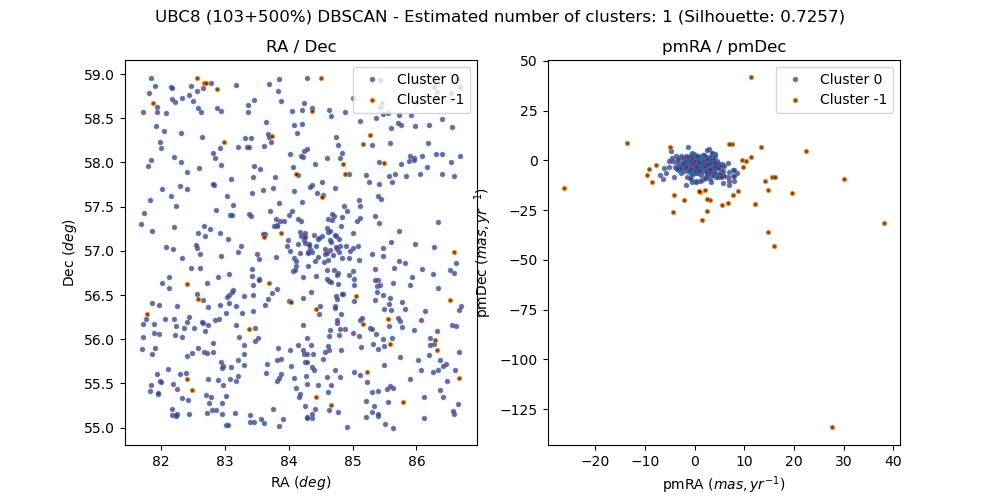 UBC8 (103+500%) DBSCAN - Estimated number of clusters: 1 (Silhouette: 0.7257)
RA / Dec
Cluster 0
Cluster -1
59.0
58.5
58.0
57.5
57.0
56.5
56.0
55.5
55.0
Dec (deg)
82
83
84
85
86
RA (deg)
pmRA / pmDec
Cluster 0
Cluster -1
50
25
0
−25
−50
−75
−100
−125
pmDec (mas, yr⁻¹)
−20
−10
0
10
20
30
40
pmRA (mas, yr⁻¹)